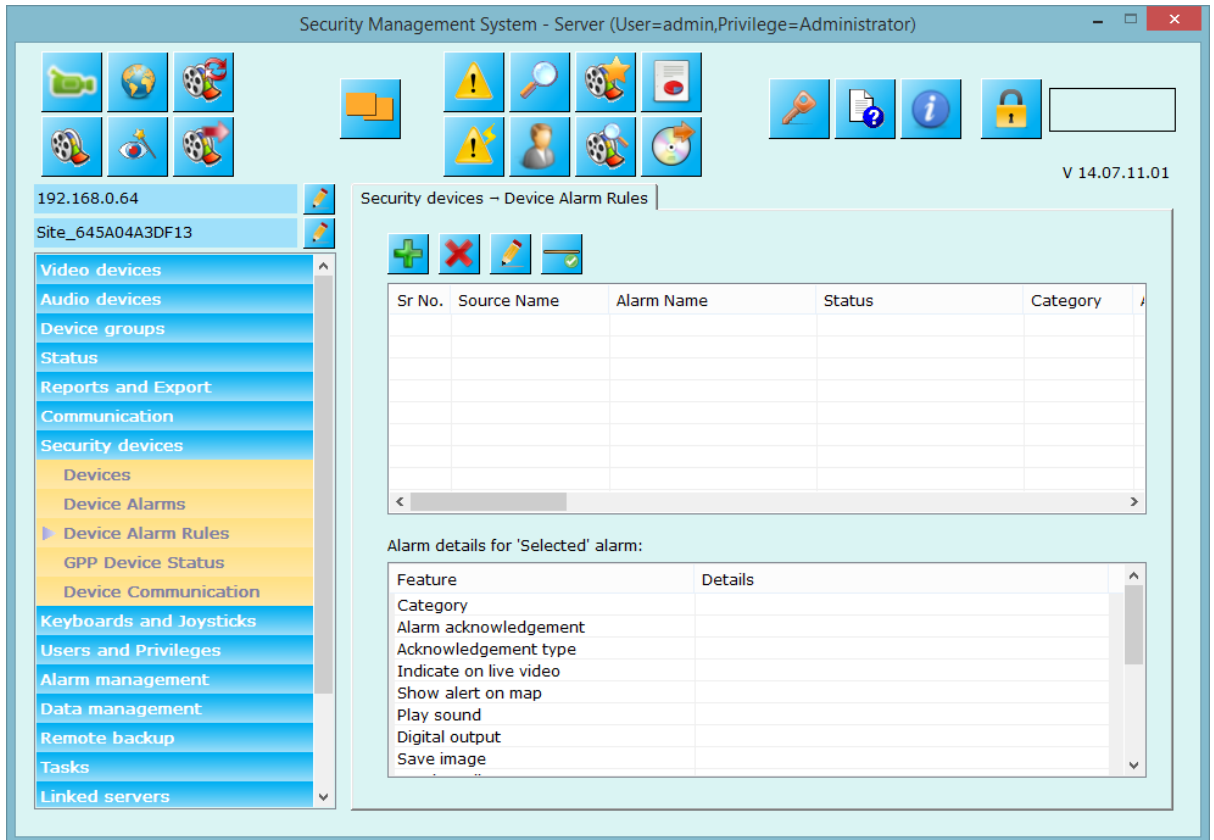 Security Management System - Server (User=admin,Privilege=Administrator)
V 14.07.11.01
192.168.0.64
Site_645A04A3DF13
Video devices
Audio devices
Device groups
Status
Reports and Export
Communication
Security devices
Devices
Device Alarms
Device Alarm Rules
GPP Device Status
Device Communication
Keyboards and Joysticks
Users and Privileges
Alarm management
Data management
Remote backup
Tasks
Linked servers
Security devices → Device Alarm Rules
Sr No. Source Name Alarm Name Status Category
Alarm details for 'Selected' alarm:
Feature Details
Category
Alarm acknowledgement
Acknowledgement type
Indicate on live video
Show alert on map
Play sound
Digital output
Save image